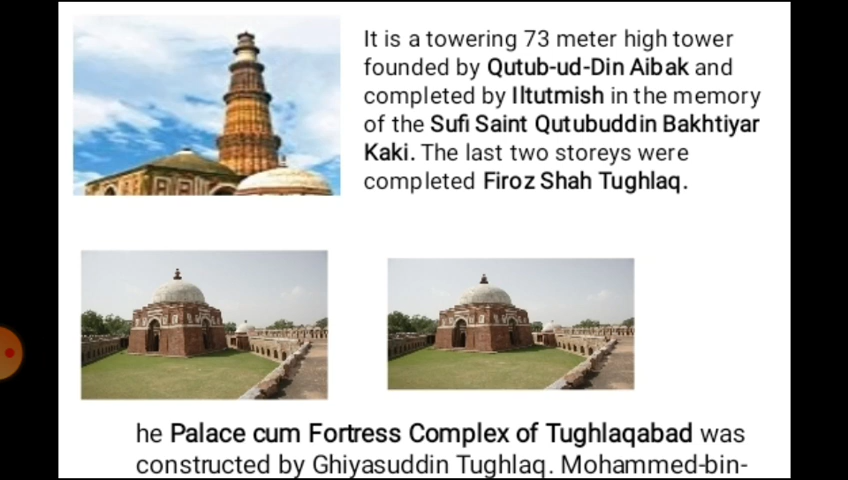 It is a towering 73 meter high tower
founded by Qutub-ud-Din Aibak and
completed by Iltutmish in the memory
of the Sufi Saint Qutubuddin Bakhtiyar
Kaki. The last two storeys were
completed Firoz Shah Tughlaq.
he Palace cum Fortress Complex of Tughlaqabad was
constructed by Ghiyasuddin Tughlaq. Mohammed-bin-